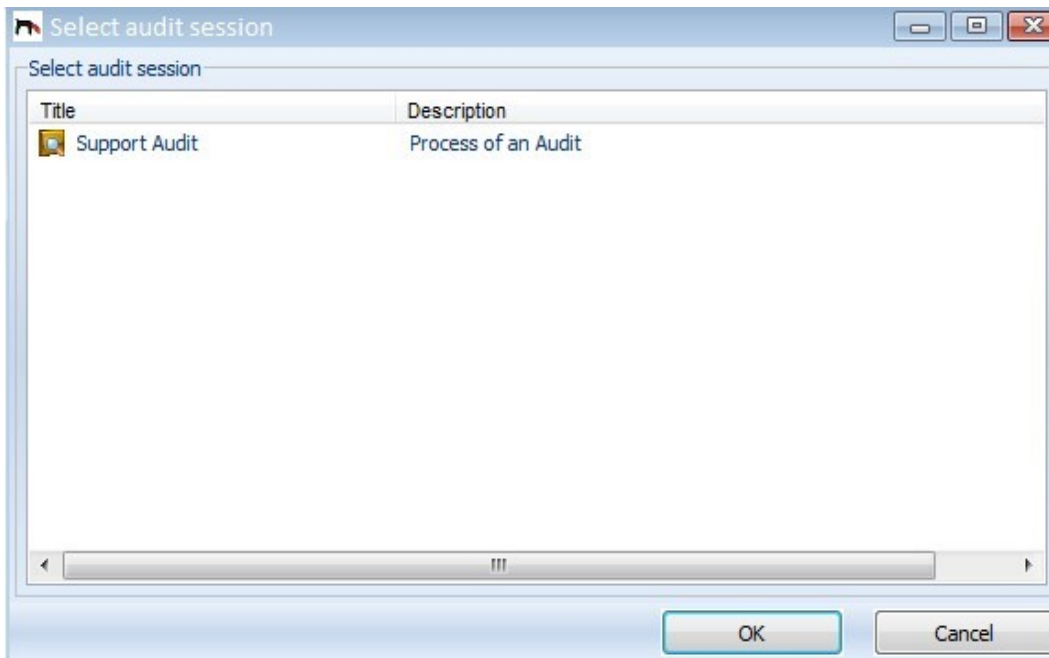 Select audit session
Select audit session
Title Description
Support Audit Process of an Audit
OK Cancel